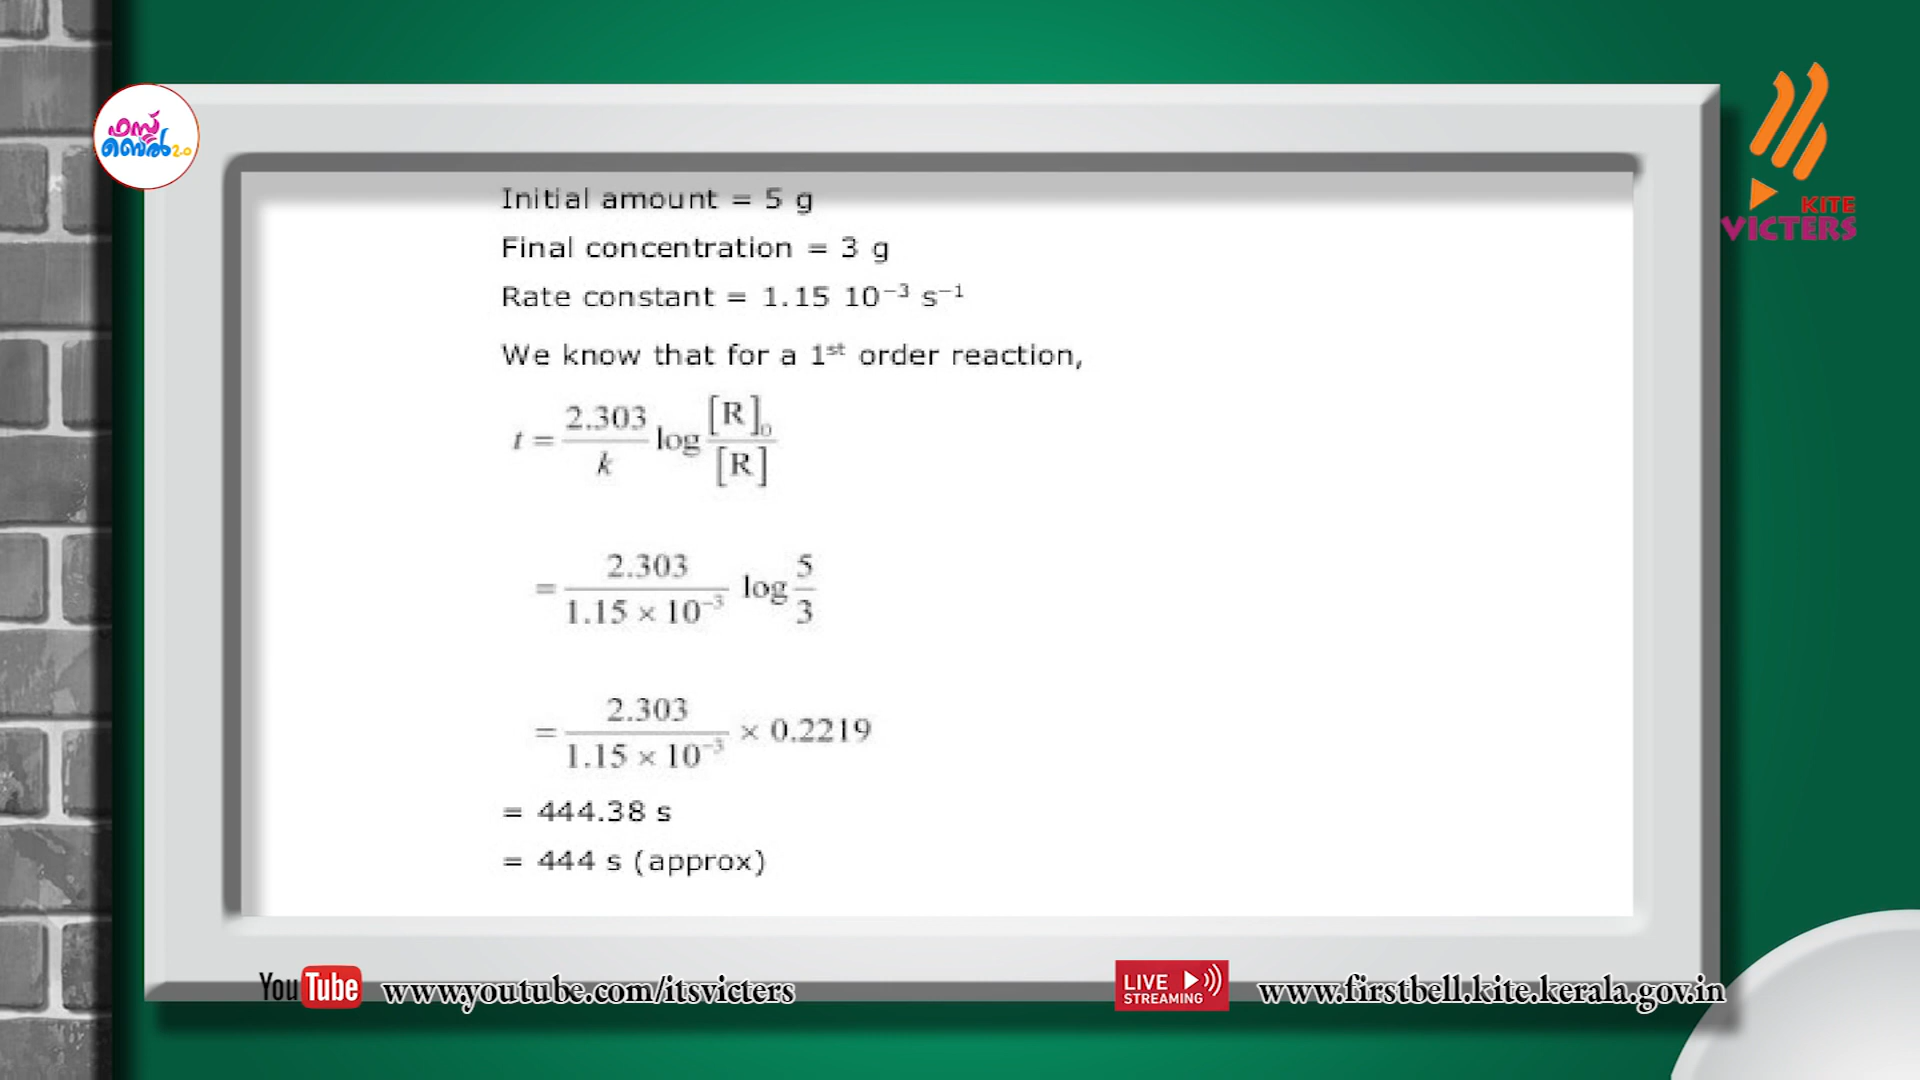 ഫസ്റ്റ്
ബെൽ 2.0
KITE
VICTERS
Initial amount = 5 g
Final concentration = 3 g
Rate constant = 1.15 10⁻³ s⁻¹
We know that for a 1ˢᵗ order reaction,
t = 2.303/k log [R]₀/[R]
= 2.303/1.15 × 10⁻³ log 5/3
= 2.303/1.15 × 10⁻³ × 0.2219
= 444.38 s
= 444 s (approx)
YouTube www.youtube.com/itsvicters
LIVE STREAMING www.firstbell.kite.kerala.gov.in